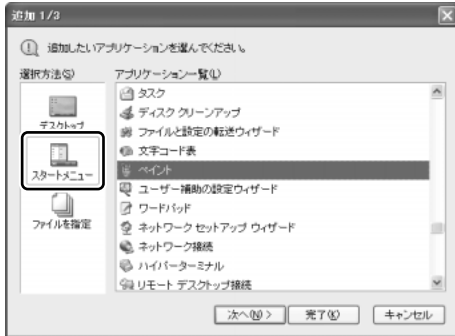 追加 1/3
追加したいアプリケーションを選んでください。
選択方法(S)
アプリケーション一覧(L)
デスクトップ
スタートメニュー
ファイルを指定
タスク
ディスク クリーンアップ
ファイルと設定の転送ウィザード
文字コード表
ペイント
ユーザー補助の設定ウィザード
ワードパッド
ネットワーク セットアップ ウィザード
ネットワーク接続
ハイパーターミナル
リモート デスクトップ接続
次へ(N) >
完了(F)
キャンセル